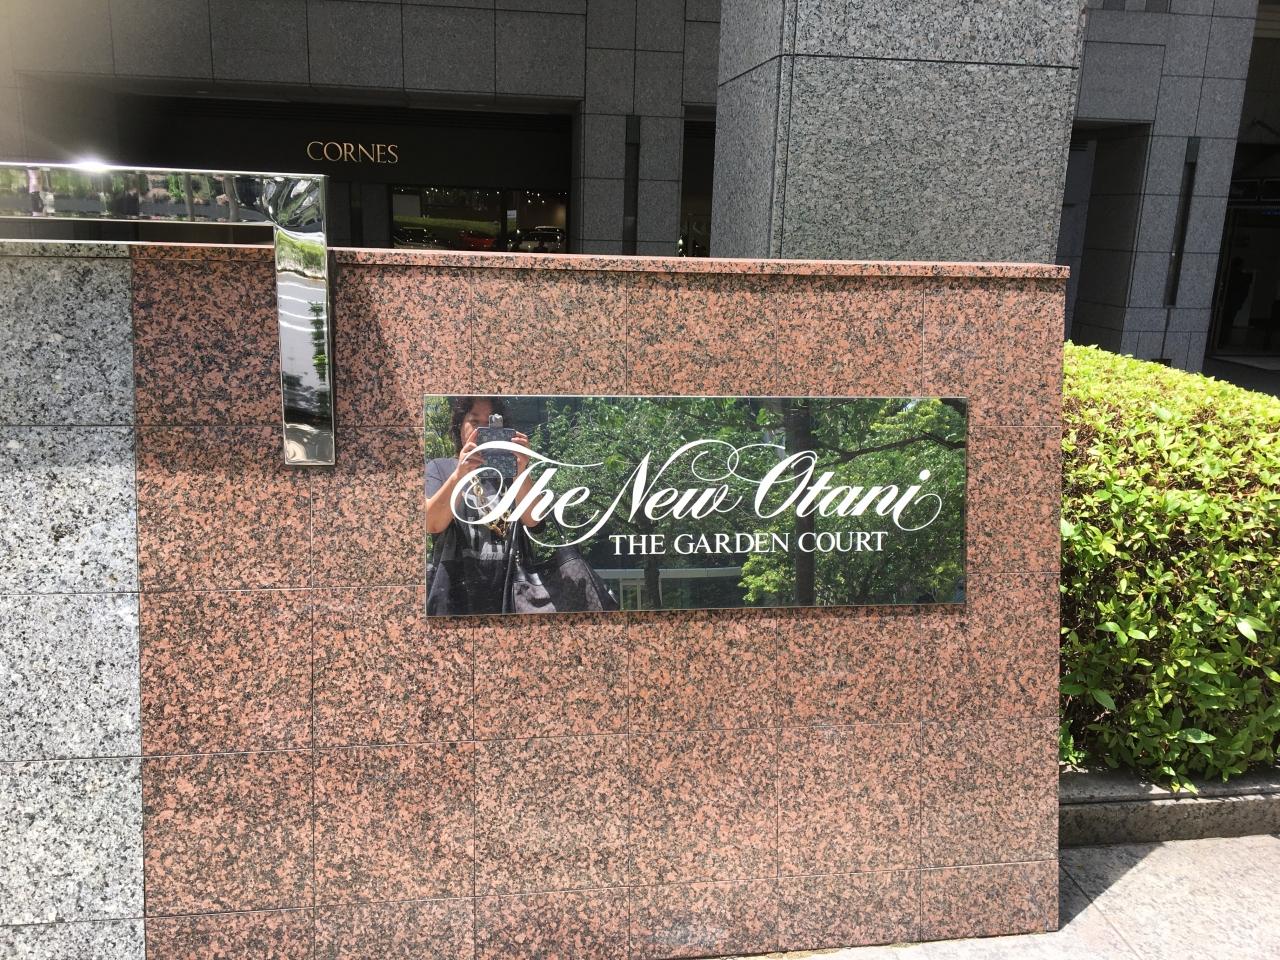 CORNES
The New Otani
THE GARDEN COURT